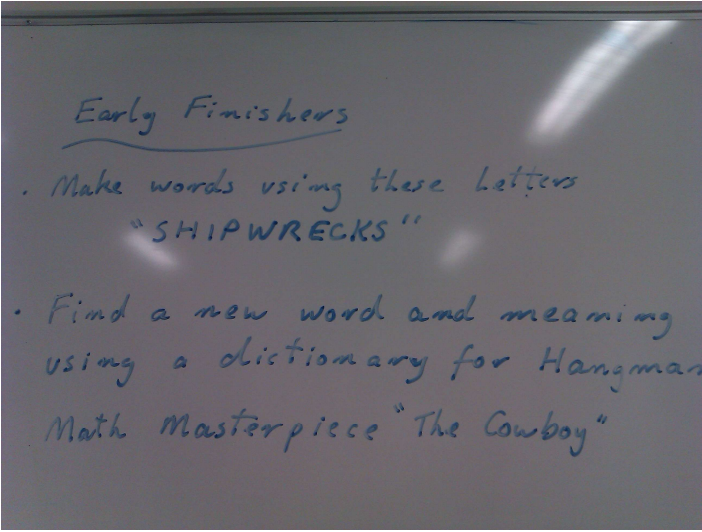 Early Finishers
. Make words using these Letters
"SHIPWRECKS"
. Find a new word and meaning
using a dictionary for Hangman
Math Masterpiece "The Cowboy"